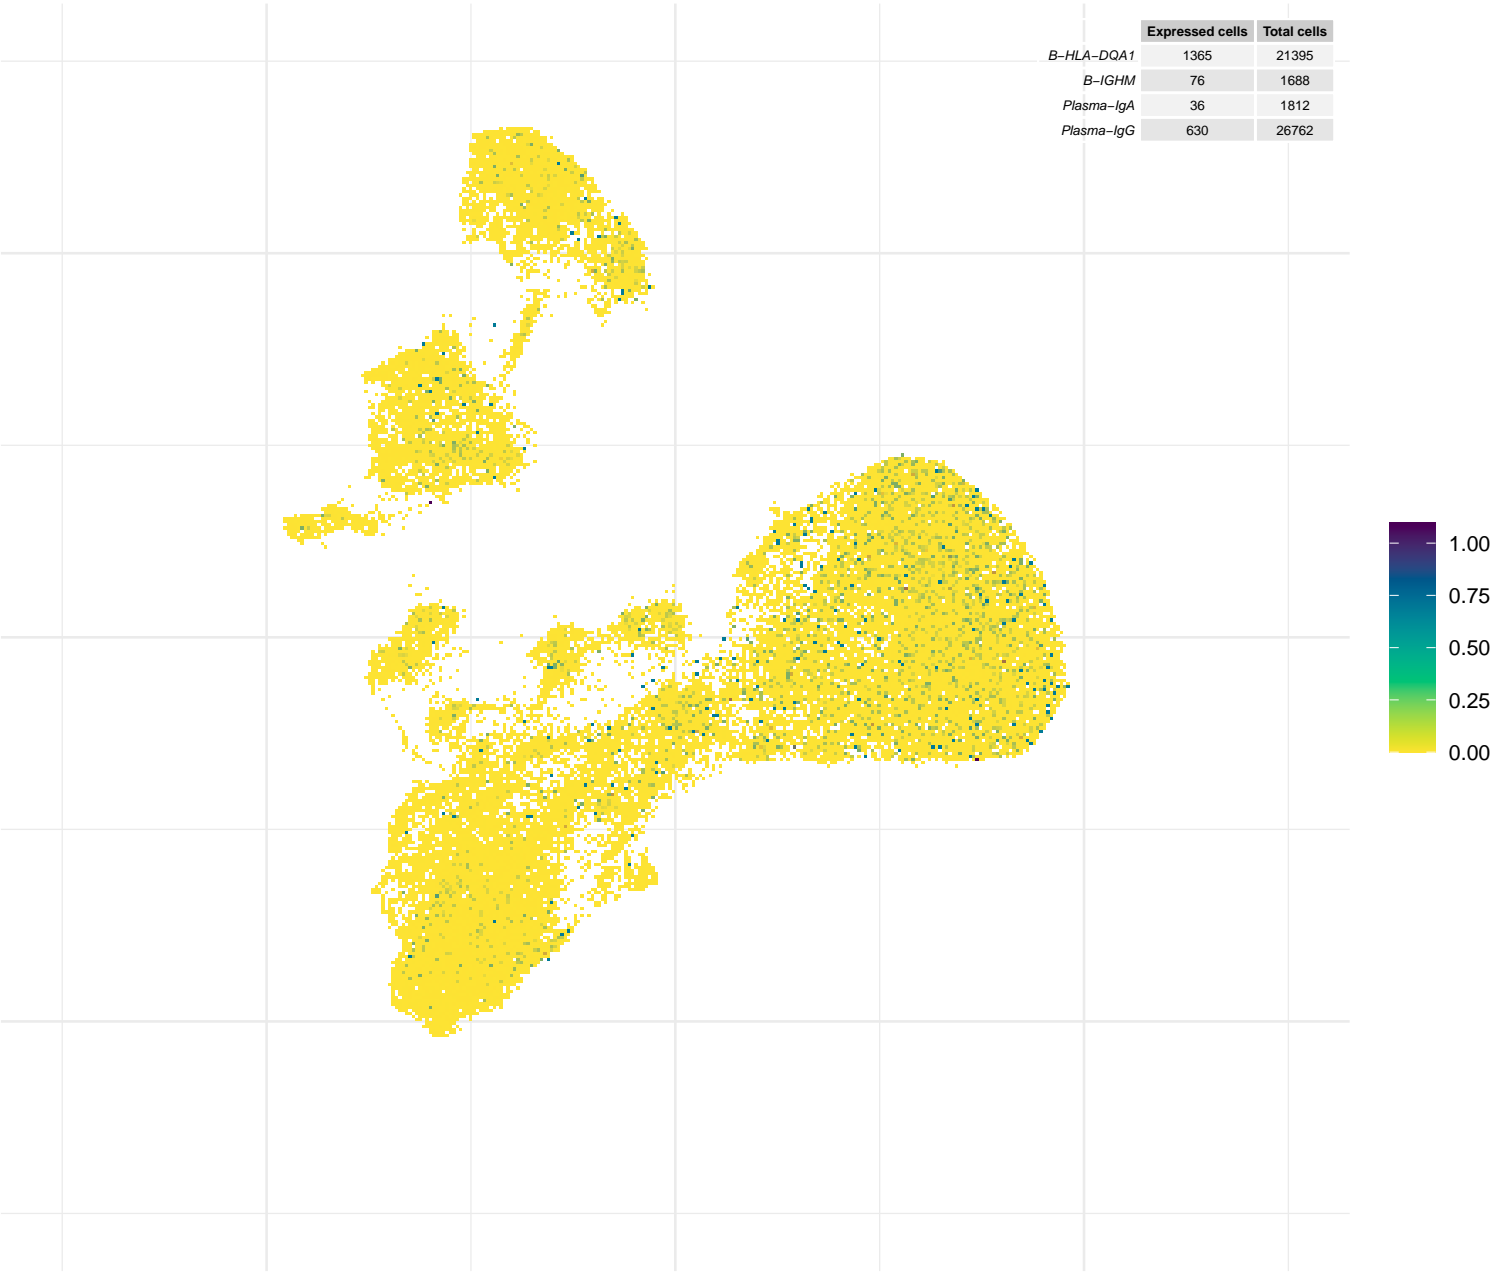 Expressed cells Total cells
B−HLA−DQA1 1365 21395
B−IGHM 76 1688
Plasma−IgA 36 1812
Plasma−IgG 630 26762
1.00
0.75
0.50
0.25
0.00